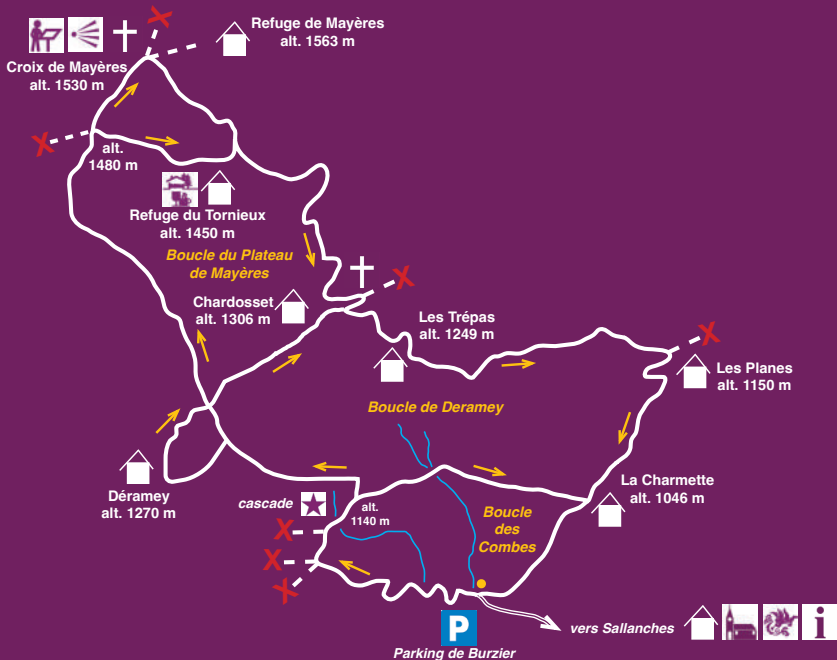 Refuge de Mayères
alt. 1563 m
Croix de Mayères
alt. 1530 m
alt.
1480 m
Refuge du Tornieux
alt. 1450 m
Boucle du Plateau
de Mayères
Chardosset
alt. 1306 m
Les Trépas
alt. 1249 m
Les Planes
alt. 1150 m
Boucle de Deramey
Déramey
alt. 1270 m
cascade
alt.
1140 m
Boucle
des
Combes
La Charmette
alt. 1046 m
P
Parking de Burzier
vers Sallanches
i